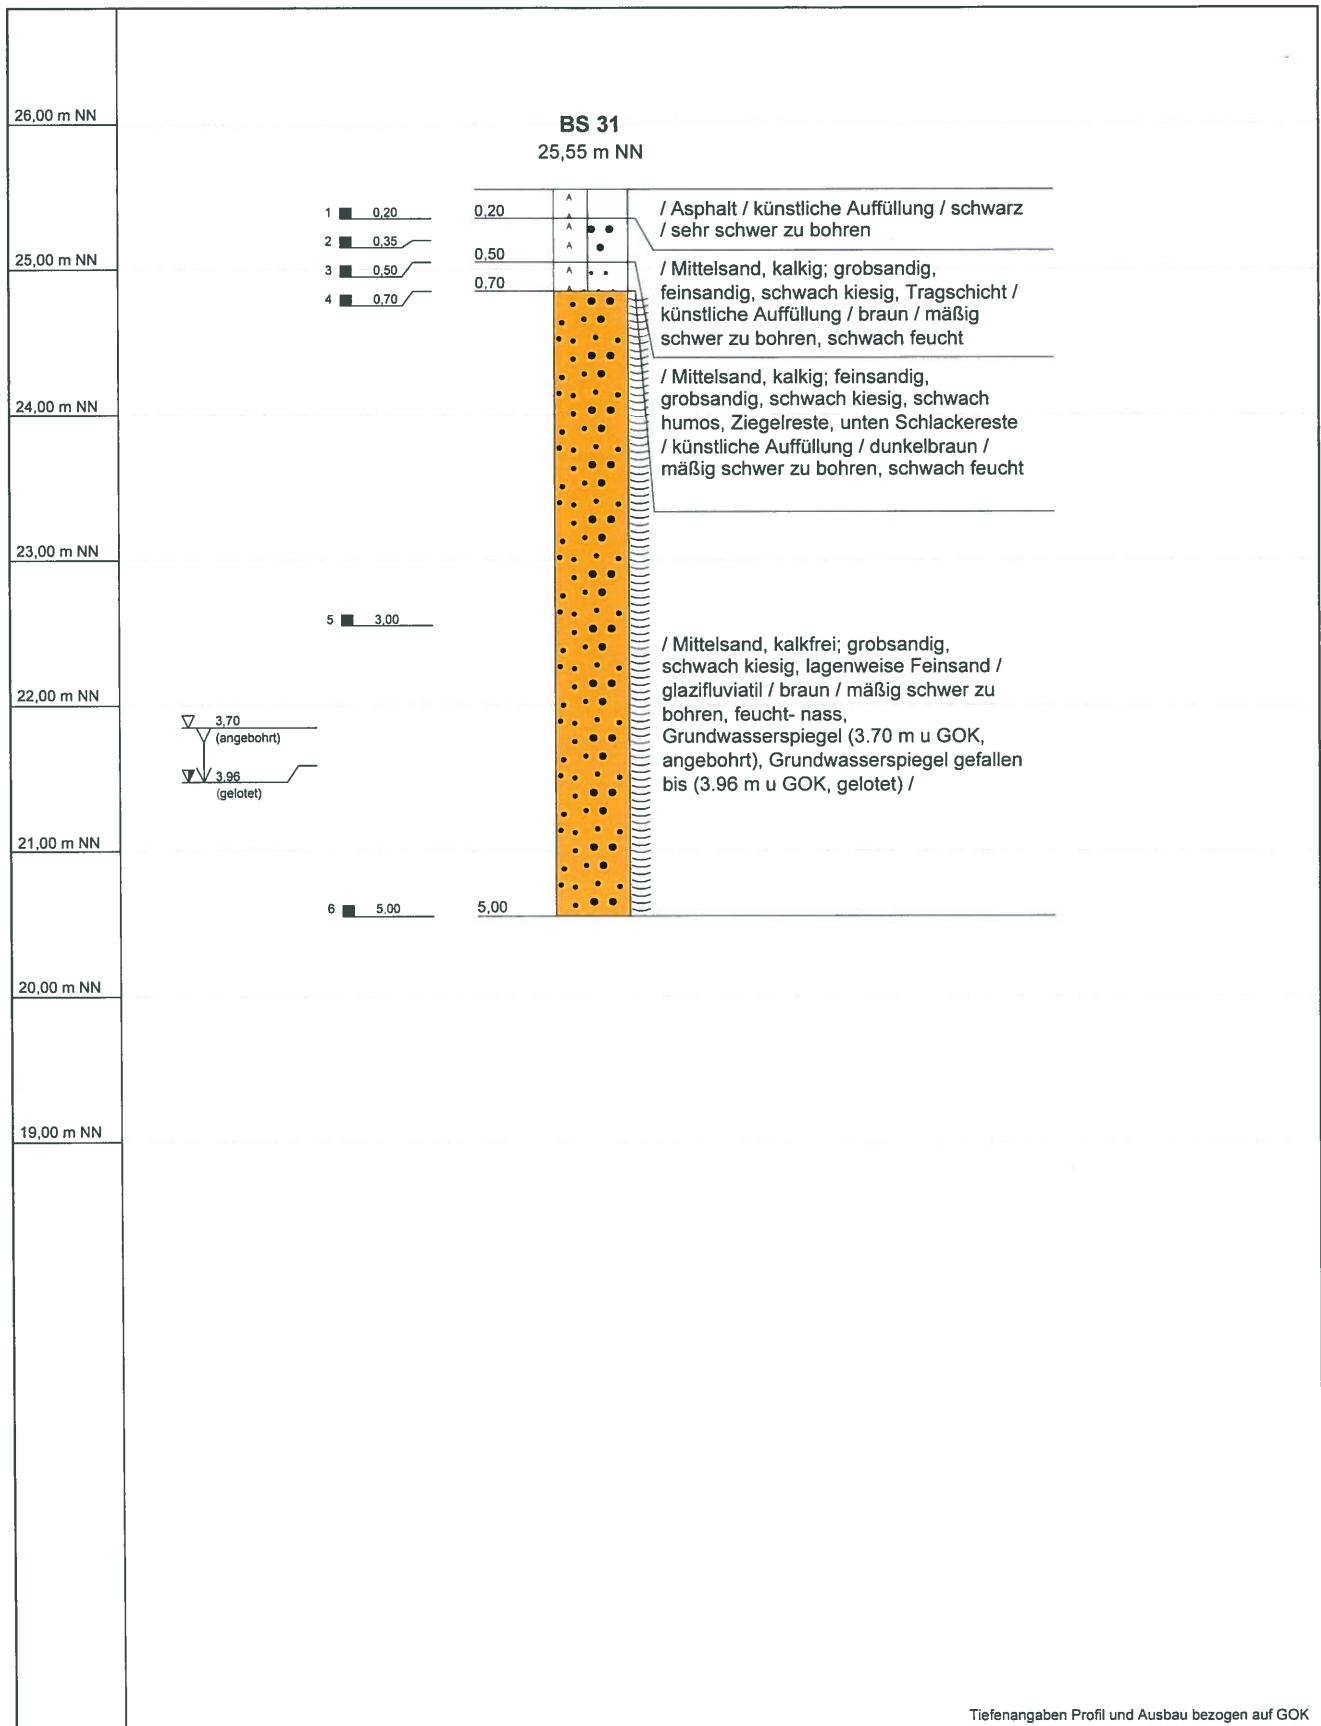 26,00 m NN
BS 31
25,55 m NN
A
1 0,20
0,20
/ Asphalt / künstliche Auffüllung / schwarz
/ sehr schwer zu bohren
A
A
2 0,35
A
0,50
25,00 m NN
3 0,50
A
/ Mittelsand, kalkig; grobsandig,
feinsandig, schwach kiesig, Tragschicht /
künstliche Auffüllung / braun / mäßig
schwer zu bohren, schwach feucht
0,70
4 0,70
A
/ Mittelsand, kalkig; feinsandig,
grobsandig, schwach kiesig, schwach
humos, Ziegelreste, unten Schlackereste
/ künstliche Auffüllung / dunkelbraun /
mäßig schwer zu bohren, schwach feucht
24,00 m NN
23,00 m NN
5 3,00
/ Mittelsand, kalkfrei; grobsandig,
schwach kiesig, lagenweise Feinsand /
glazifluviatil / braun / mäßig schwer zu
bohren, feucht- nass,
Grundwasserspiegel (3.70 m u GOK,
angebohrt), Grundwasserspiegel gefallen
bis (3.96 m u GOK, gelotet) /
22,00 m NN
3,70
(angebohrt)
3,96
(gelotet)
21,00 m NN
6 5,00
5,00
20,00 m NN
19,00 m NN
Tiefenangaben Profil und Ausbau bezogen auf GOK